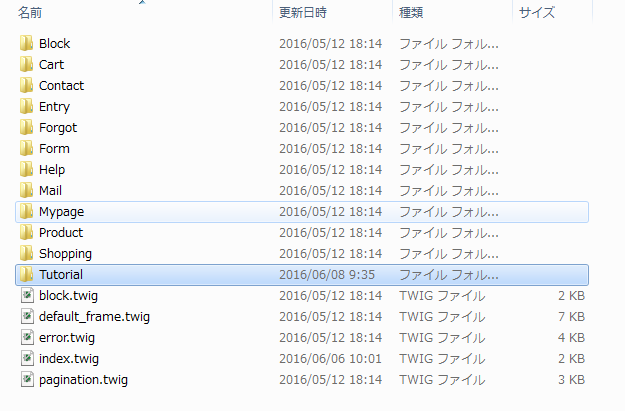 名前 更新日時 種類 サイズ
Block 2016/05/12 18:14 ファイル フォル...
Cart 2016/05/12 18:14 ファイル フォル...
Contact 2016/05/12 18:14 ファイル フォル...
Entry 2016/05/12 18:14 ファイル フォル...
Forgot 2016/05/12 18:14 ファイル フォル...
Form 2016/05/12 18:14 ファイル フォル...
Help 2016/05/12 18:14 ファイル フォル...
Mail 2016/05/12 18:14 ファイル フォル...
Mypage 2016/05/12 18:14 ファイル フォル...
Product 2016/05/12 18:14 ファイル フォル...
Shopping 2016/05/12 18:14 ファイル フォル...
Tutorial 2016/06/08 9:35 ファイル フォル...
block.twig 2016/05/12 18:14 TWIG ファイル 2 KB
default_frame.twig 2016/05/12 18:14 TWIG ファイル 7 KB
error.twig 2016/05/12 18:14 TWIG ファイル 4 KB
index.twig 2016/06/06 10:01 TWIG ファイル 2 KB
pagination.twig 2016/05/12 18:14 TWIG ファイル 3 KB